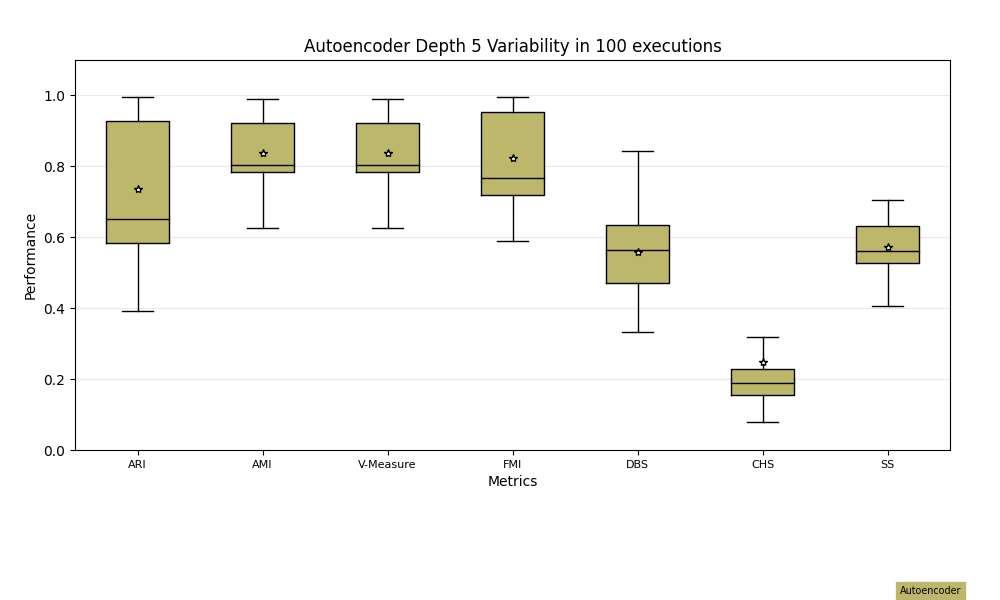 Autoencoder Depth 5 Variability in 100 executions
1.0
0.8
0.6
0.4
0.2
0.0
Performance
ARI AMI V-Measure FMI DBS CHS SS
Metrics
Autoencoder